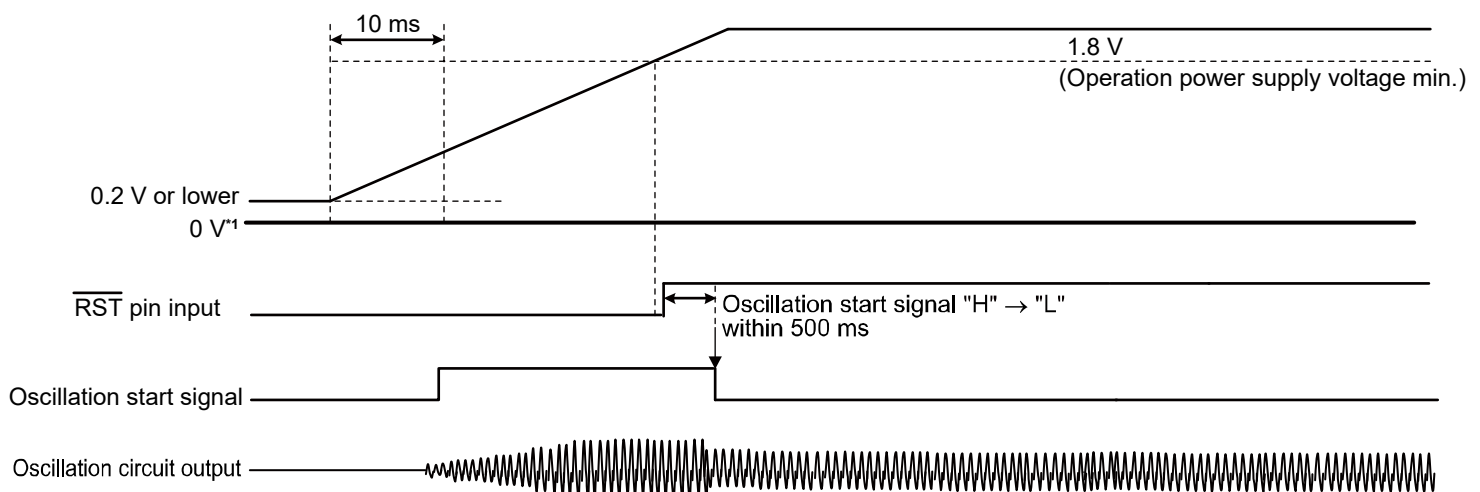 10 ms
1.8 V
(Operation power supply voltage min.)
0.2 V or lower
0 V*1
RST pin input
Oscillation start signal "H" → "L"
within 500 ms
Oscillation start signal
Oscillation circuit output